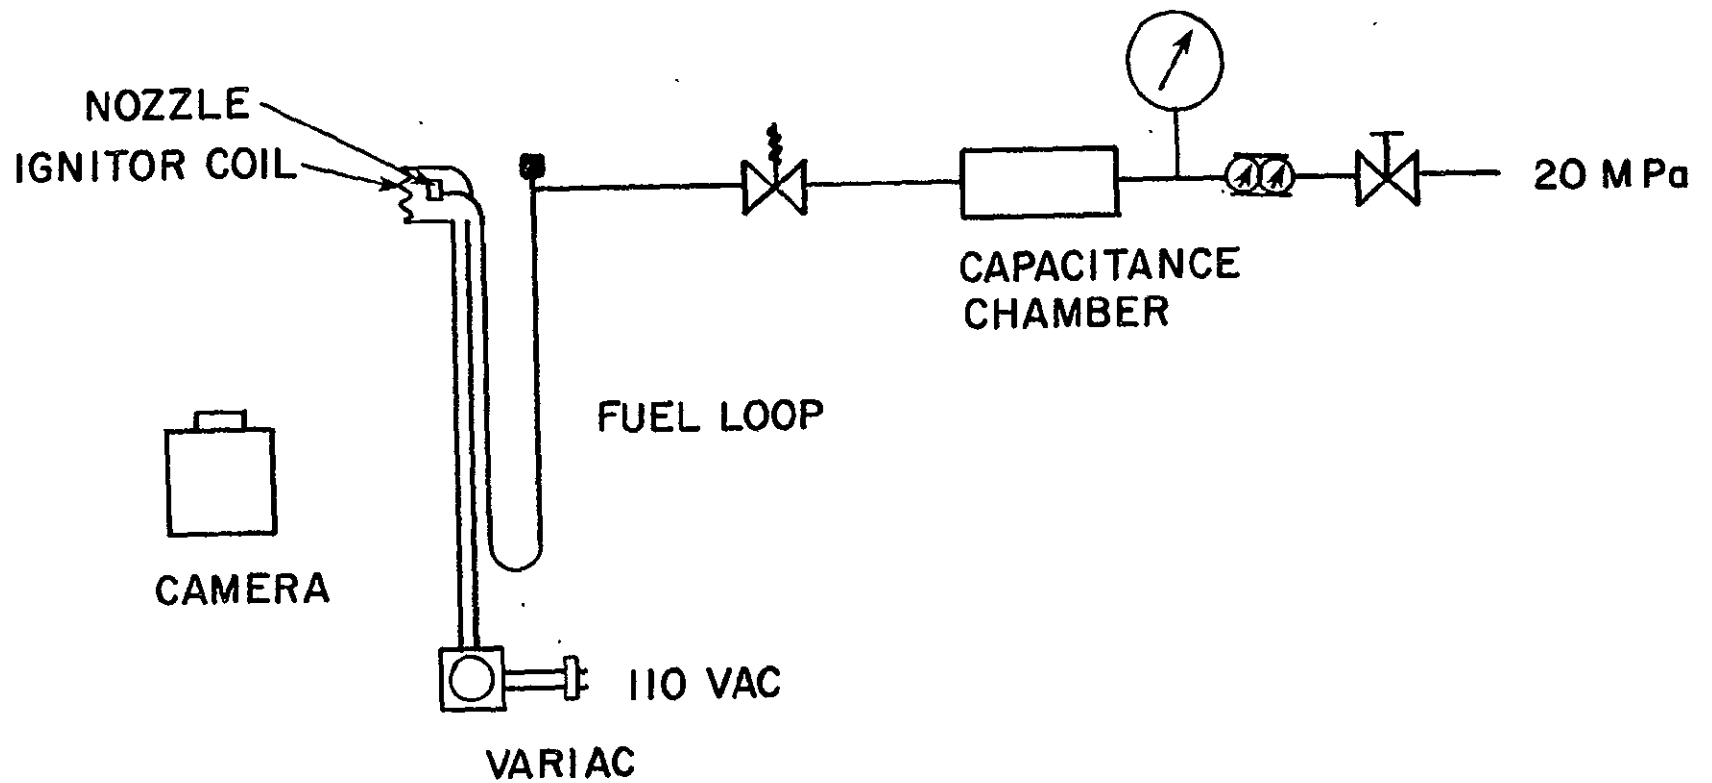 NOZZLE
IGNITOR COIL
20 MPa
CAPACITANCE
CHAMBER
FUEL LOOP
CAMERA
110 VAC
VARIAC